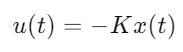 u(t) = −Kx(t)